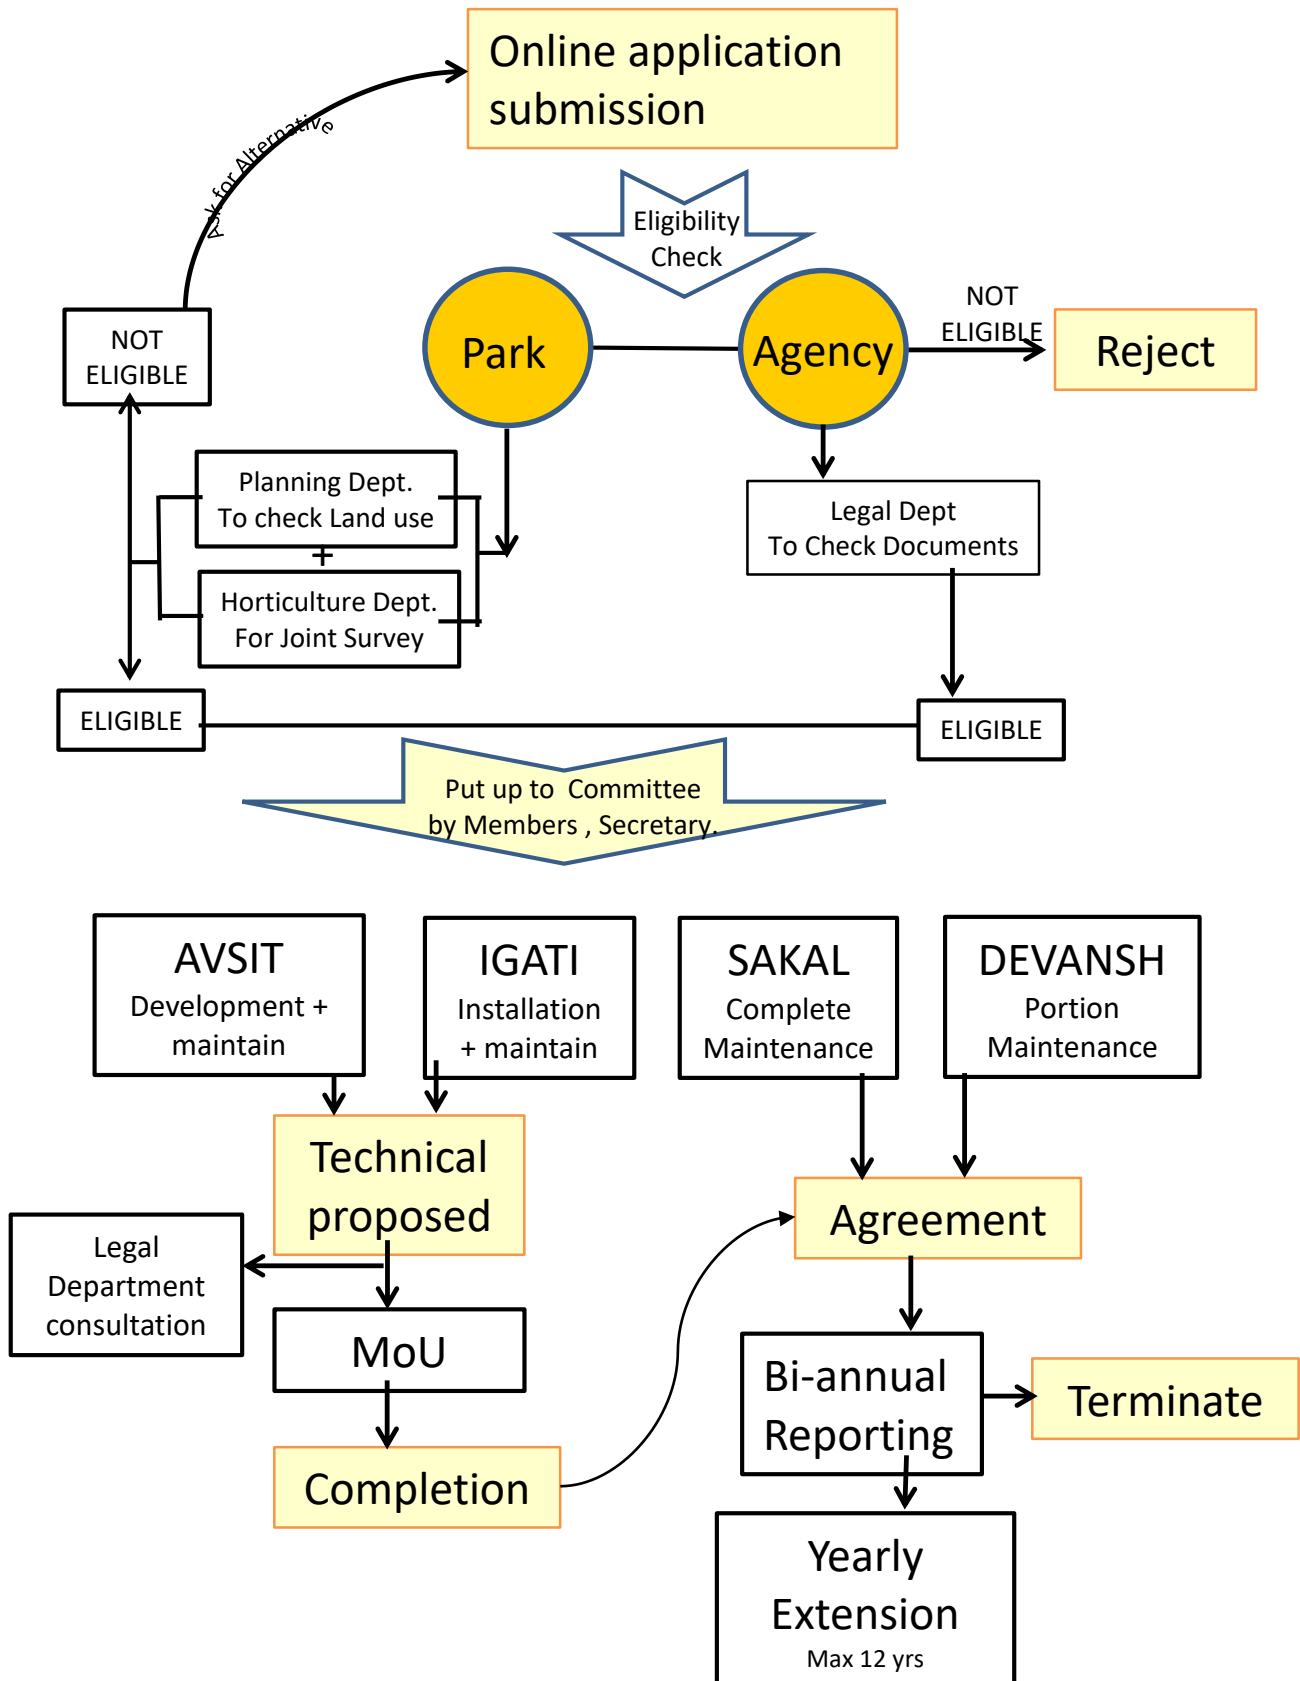 Online application
submission
Ask for Alternative
Eligibility
Check
NOT
ELIGIBLE
Park
Agency
NOT
ELIGIBLE
Reject
Planning Dept.
To check Land use
+
Horticulture Dept.
For Joint Survey
Legal Dept
To Check Documents
ELIGIBLE
ELIGIBLE
Put up to Committee
by Members , Secretary.
AVSIT
Development +
maintain
IGATI
Installation
+ maintain
SAKAL
Complete
Maintenance
DEVANSH
Portion
Maintenance
Technical
proposed
Legal
Department
consultation
Agreement
MoU
Bi-annual
Reporting
Terminate
Completion
Yearly
Extension
Max 12 yrs